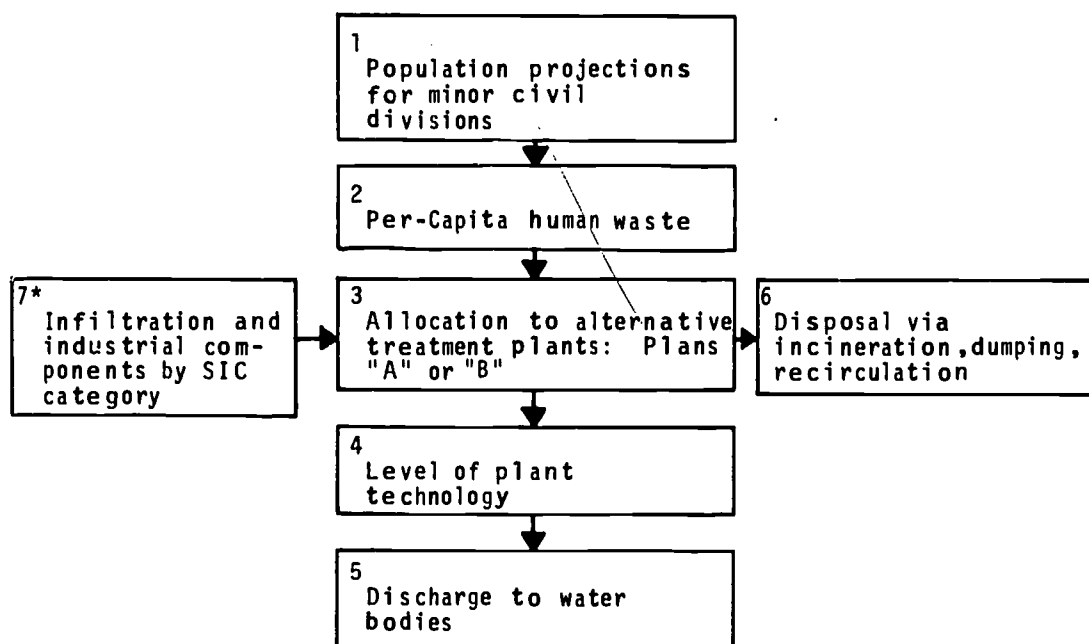 1
Population projections
for minor civil
divisions
2
Per-Capita human waste
7*
Infiltration and
industrial com-
ponents by SIC
category
3
Allocation to alternative
treatment plants: Plans
"A" or "B"
6
Disposal via
incineration,dumping,
recirculation
4
Level of plant
technology
5
Discharge to water
bodies